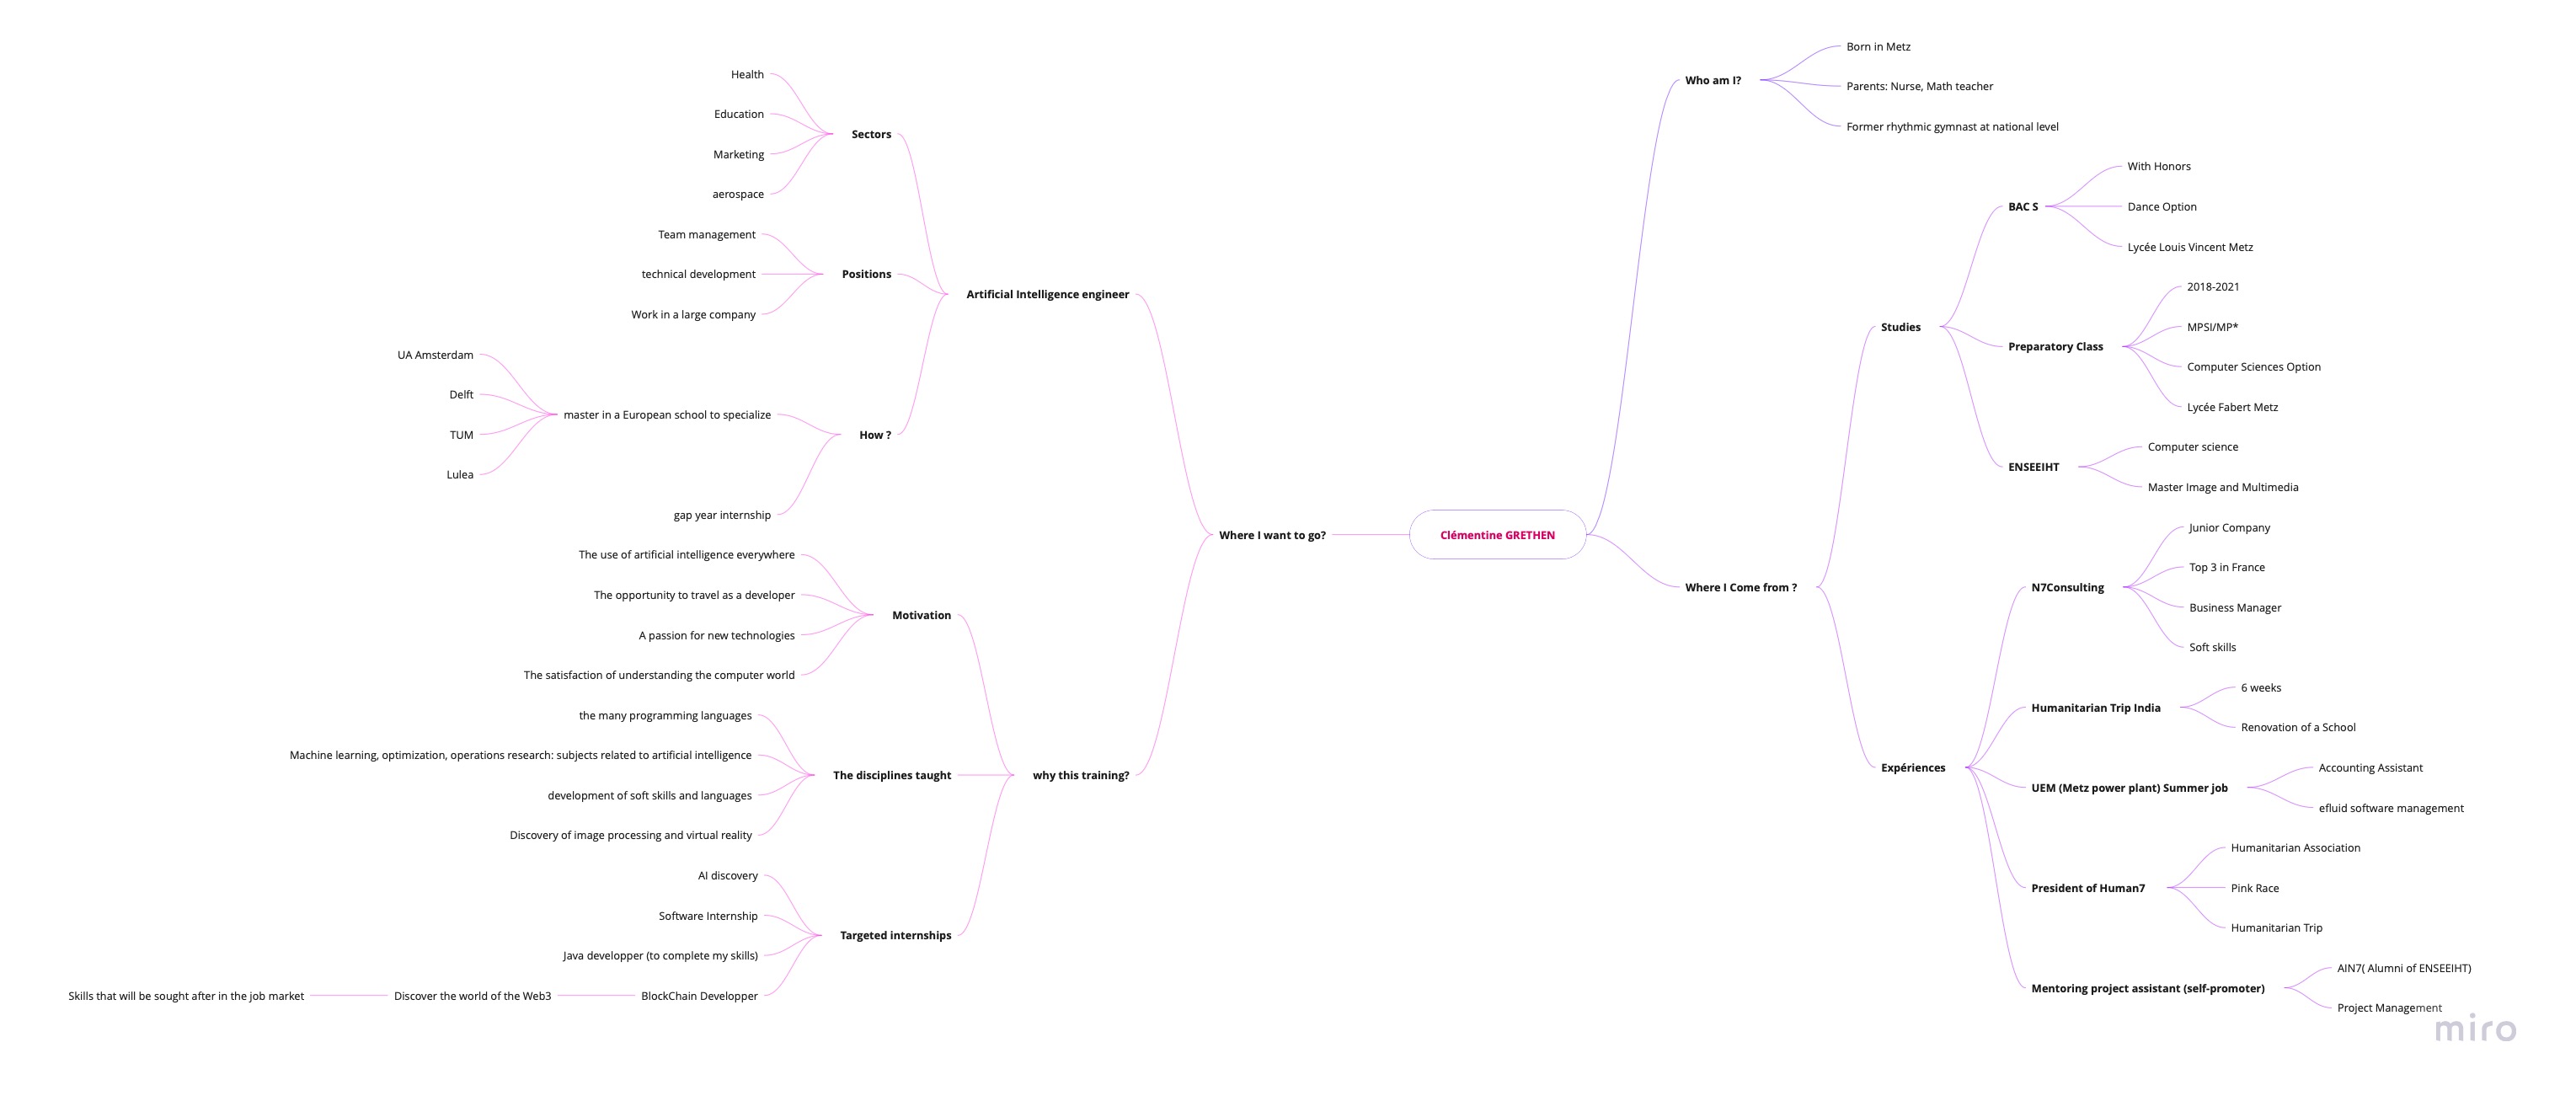 Clémentine GRETHEN
Who am I?
Born in Metz
Parents: Nurse, Math teacher
Former rhythmic gymnast at national level
Where I Come from ?
Studies
BAC S
With Honors
Dance Option
Lycée Louis Vincent Metz
Preparatory Class
2018-2021
MPSI/MP*
Computer Sciences Option
Lycée Fabert Metz
ENSEEIHT
Computer science
Master Image and Multimedia
Expériences
N7Consulting
Junior Company
Top 3 in France
Business Manager
Soft skills
Humanitarian Trip India
6 weeks
Renovation of a School
UEM (Metz power plant) Summer job
Accounting Assistant
efluid software management
President of Human7
Humanitarian Association
Pink Race
Humanitarian Trip
Mentoring project assistant (self-promoter)
AIN7( Alumni of ENSEEIHT)
Project Management
Where I want to go?
Artificial Intelligence engineer
Sectors
Health
Education
Marketing
aerospace
Positions
Team management
technical development
Work in a large company
How ?
master in a European school to specialize
UA Amsterdam
Delft
TUM
Lulea
gap year internship
why this training?
Motivation
The use of artificial intelligence everywhere
The opportunity to travel as a developer
A passion for new technologies
The satisfaction of understanding the computer world
The disciplines taught
the many programming languages
Machine learning, optimization, operations research: subjects related to artificial intelligence
development of soft skills and languages
Discovery of image processing and virtual reality
Targeted internships
AI discovery
Software Internship
Java developper (to complete my skills)
BlockChain Developper
Discover the world of the Web3
Skills that will be sought after in the job market
miro